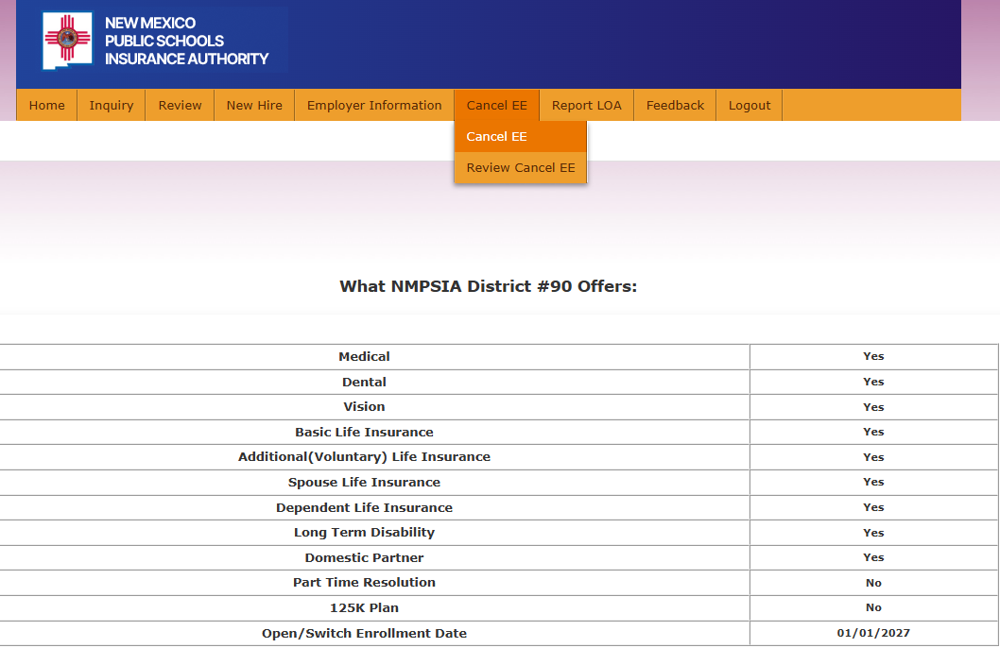 NEW MEXICO
PUBLIC SCHOOLS
INSURANCE AUTHORITY
Home Inquiry Review New Hire Employer Information Cancel EE Report LOA Feedback Logout
Cancel EE
Review Cancel EE
What NMPSIA District #90 Offers:
Medical Yes
Dental Yes
Vision Yes
Basic Life Insurance Yes
Additional(Voluntary) Life Insurance Yes
Spouse Life Insurance Yes
Dependent Life Insurance Yes
Long Term Disability Yes
Domestic Partner Yes
Part Time Resolution No
125K Plan No
Open/Switch Enrollment Date 01/01/2027